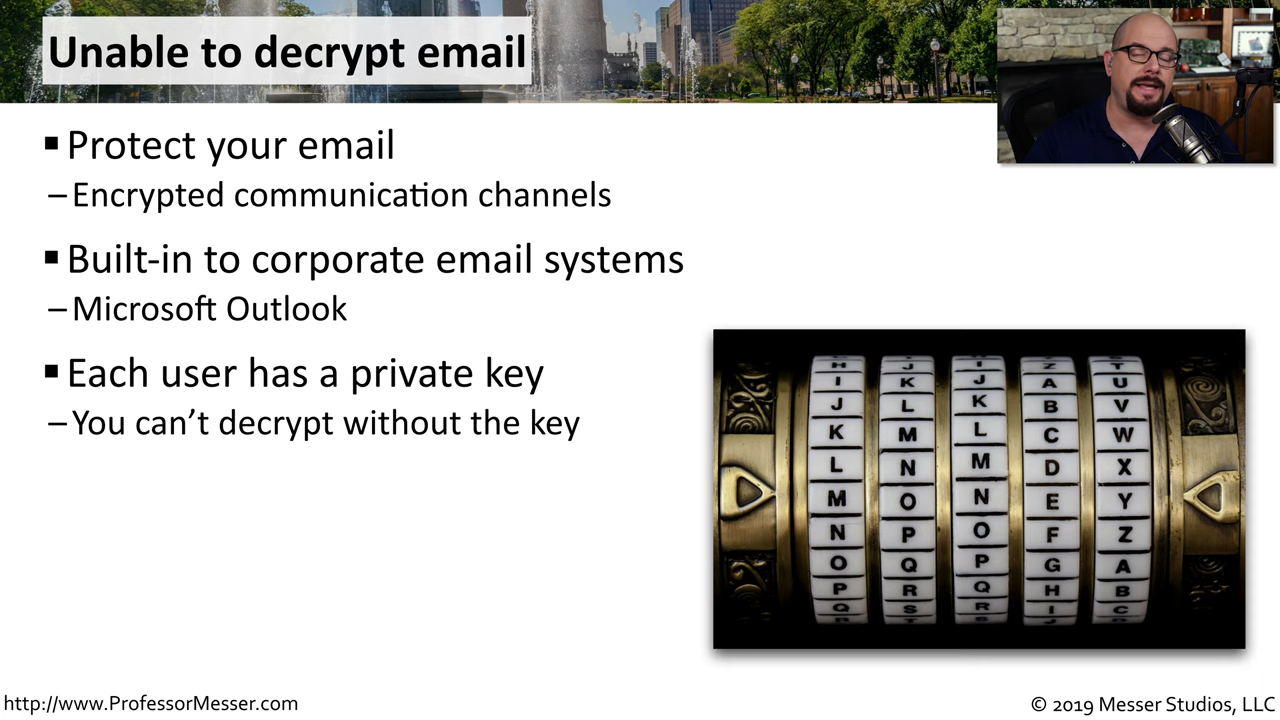 Unable to decrypt email
▪ Protect your email
– Encrypted communication channels
▪ Built-in to corporate email systems
– Microsoft Outlook
▪ Each user has a private key
– You can’t decrypt without the key
H J I Z T
I K J A U
J L K B V
K M L C W
L N M D X
M O N E Y
N P O F Z
O Q P G A
P R Q H B
Q S R I C
http://www.ProfessorMesser.com
© 2019 Messer Studios, LLC